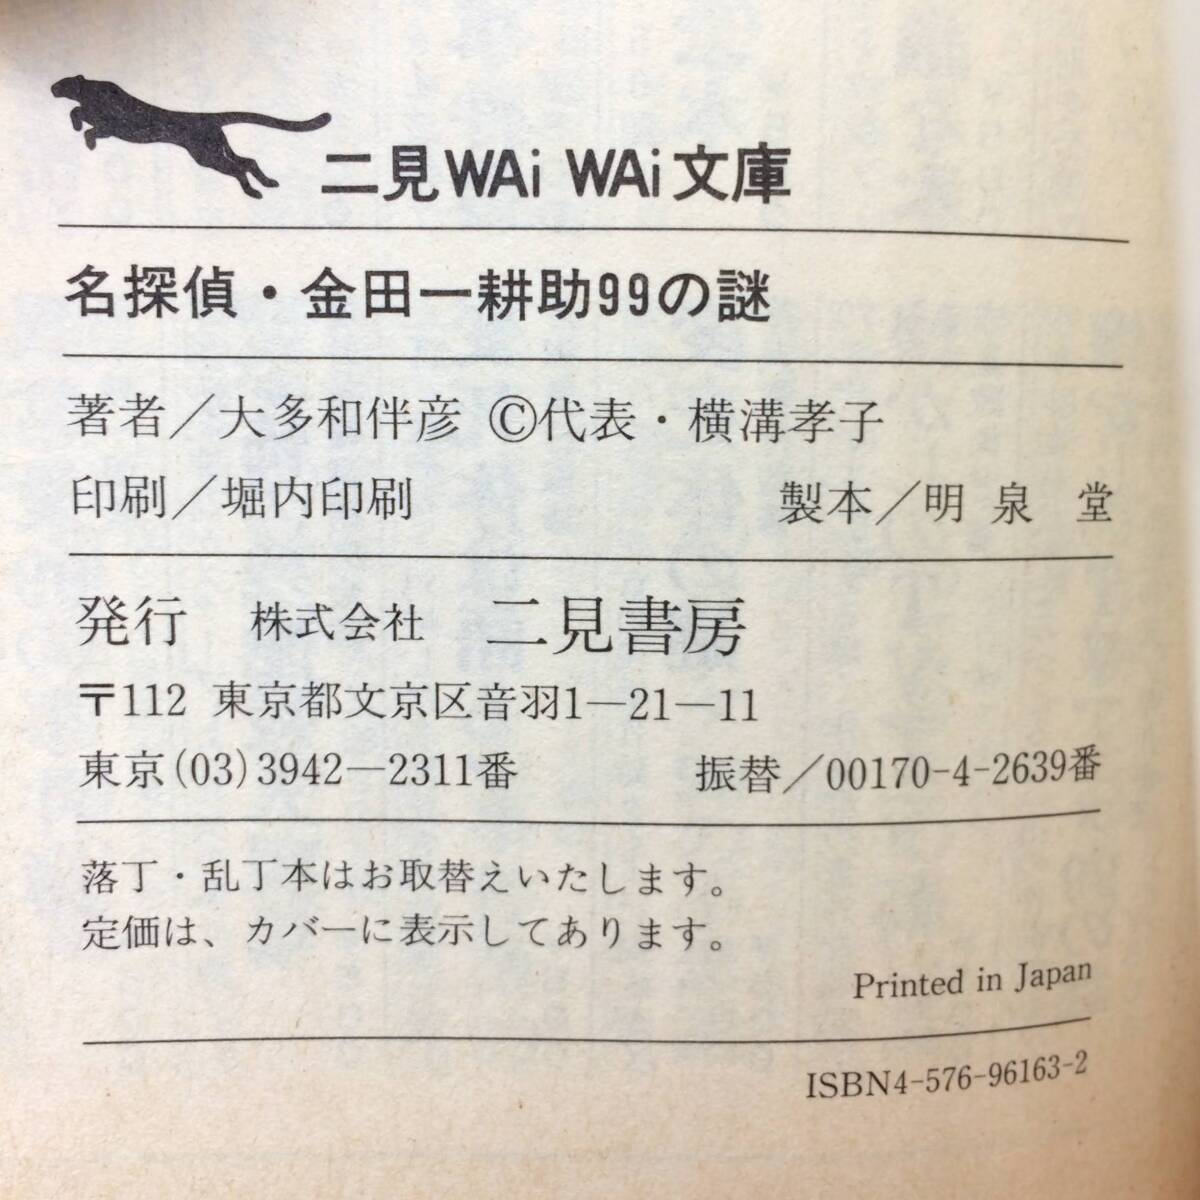 二見WAi WAi文庫
名探偵・金田一耕助99の謎
著者／大多和伴彦 ©代表・横溝孝子
印刷／堀内印刷 製本／明泉堂
発行 株式会社 二見書房
〒112 東京都文京区音羽1―21―11
東京(03)3942―2311番 振替／00170-4-2639番
落丁・乱丁本はお取替えいたします。
定価は、カバーに表示してあります。
Printed in Japan
ISBN4-576-96163-2